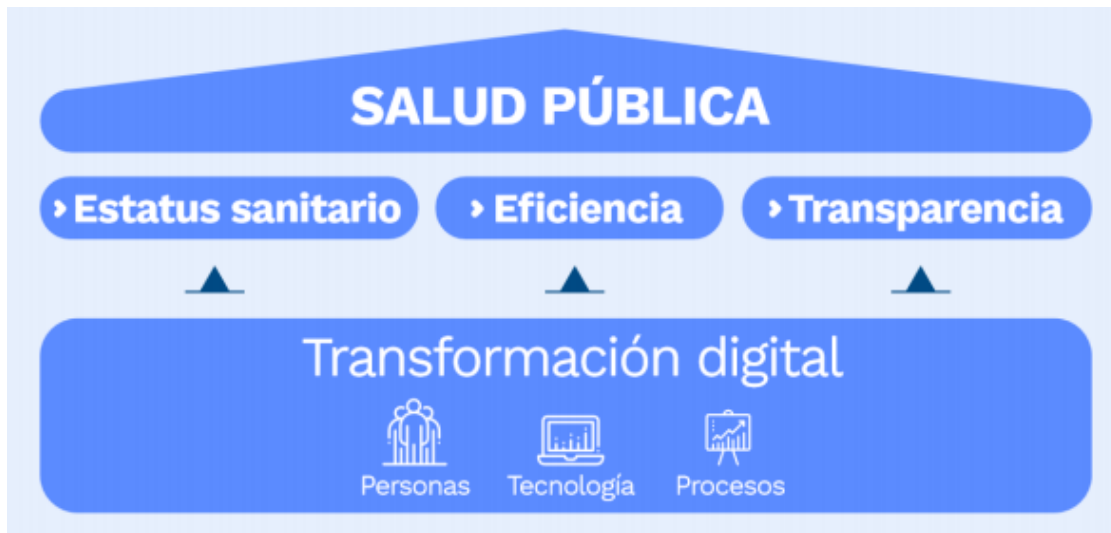 SALUD PÚBLICA
› Estatus sanitario › Eficiencia › Transparencia
Transformación digital
Personas Tecnología Procesos